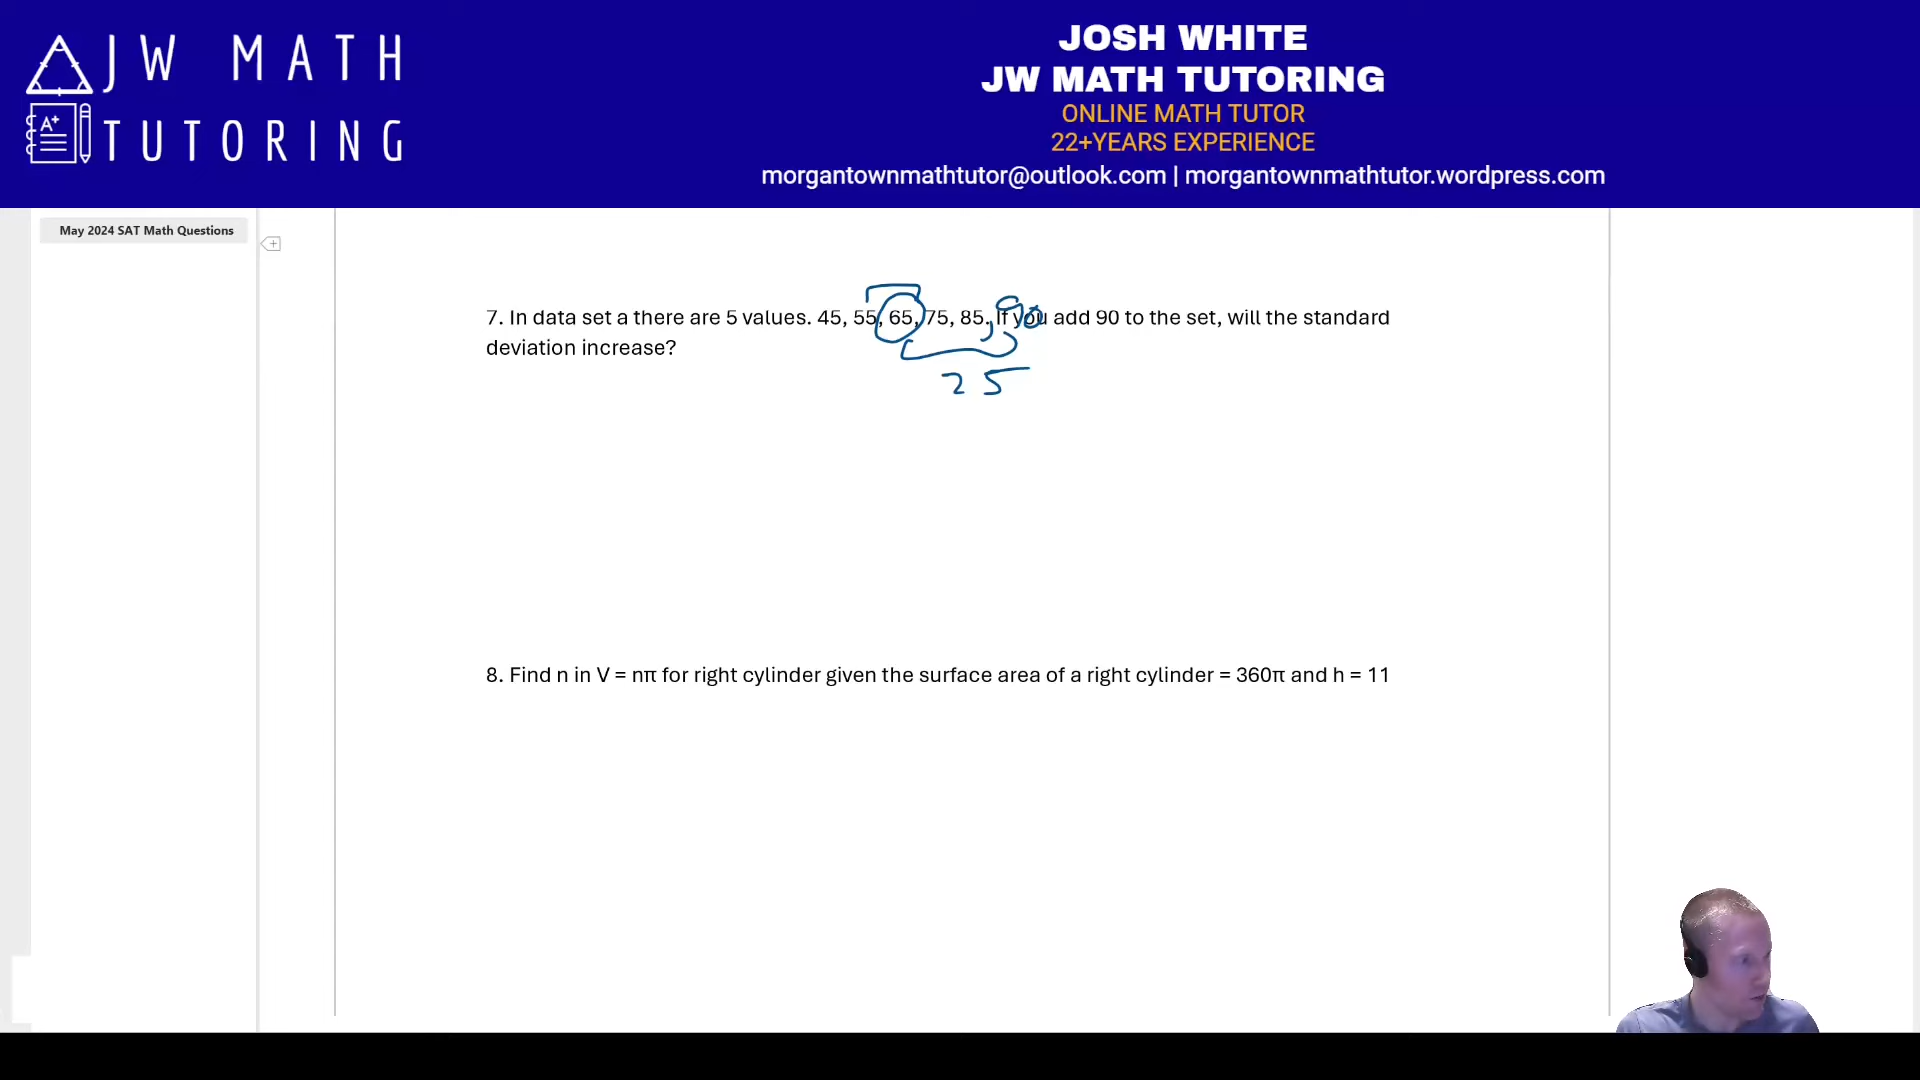 JW MATH
A+
TUTORING
JOSH WHITE
JW MATH TUTORING
ONLINE MATH TUTOR
22+YEARS EXPERIENCE
morgantownmathtutor@outlook.com | morgantownmathtutor.wordpress.com
May 2024 SAT Math Questions
7. In data set a there are 5 values. 45, 55, 65, 75, 85. If you add 90 to the set, will the standard
deviation increase?
, 90
25
8. Find n in V = nπ for right cylinder given the surface area of a right cylinder = 360π and h = 11